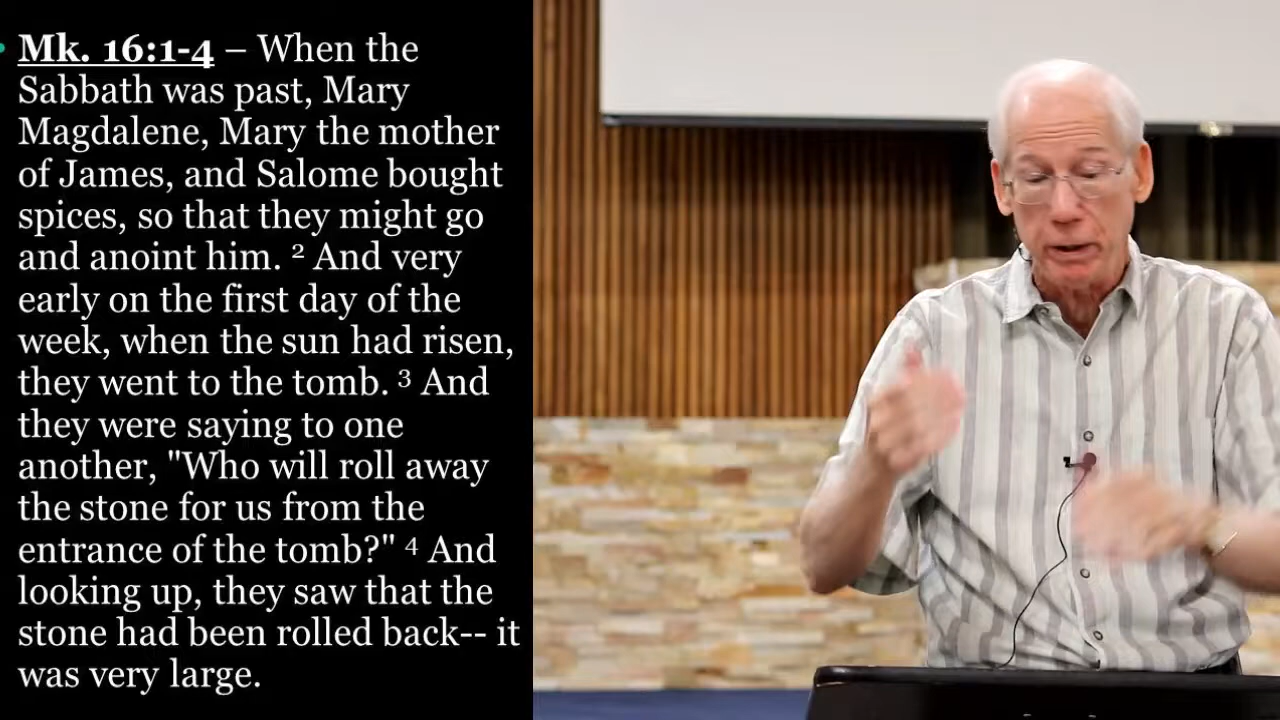 Mk. 16:1-4 – When the
Sabbath was past, Mary
Magdalene, Mary the mother
of James, and Salome bought
spices, so that they might go
and anoint him. ² And very
early on the first day of the
week, when the sun had risen,
they went to the tomb. ³ And
they were saying to one
another, "Who will roll away
the stone for us from the
entrance of the tomb?" ⁴ And
looking up, they saw that the
stone had been rolled back-- it
was very large.